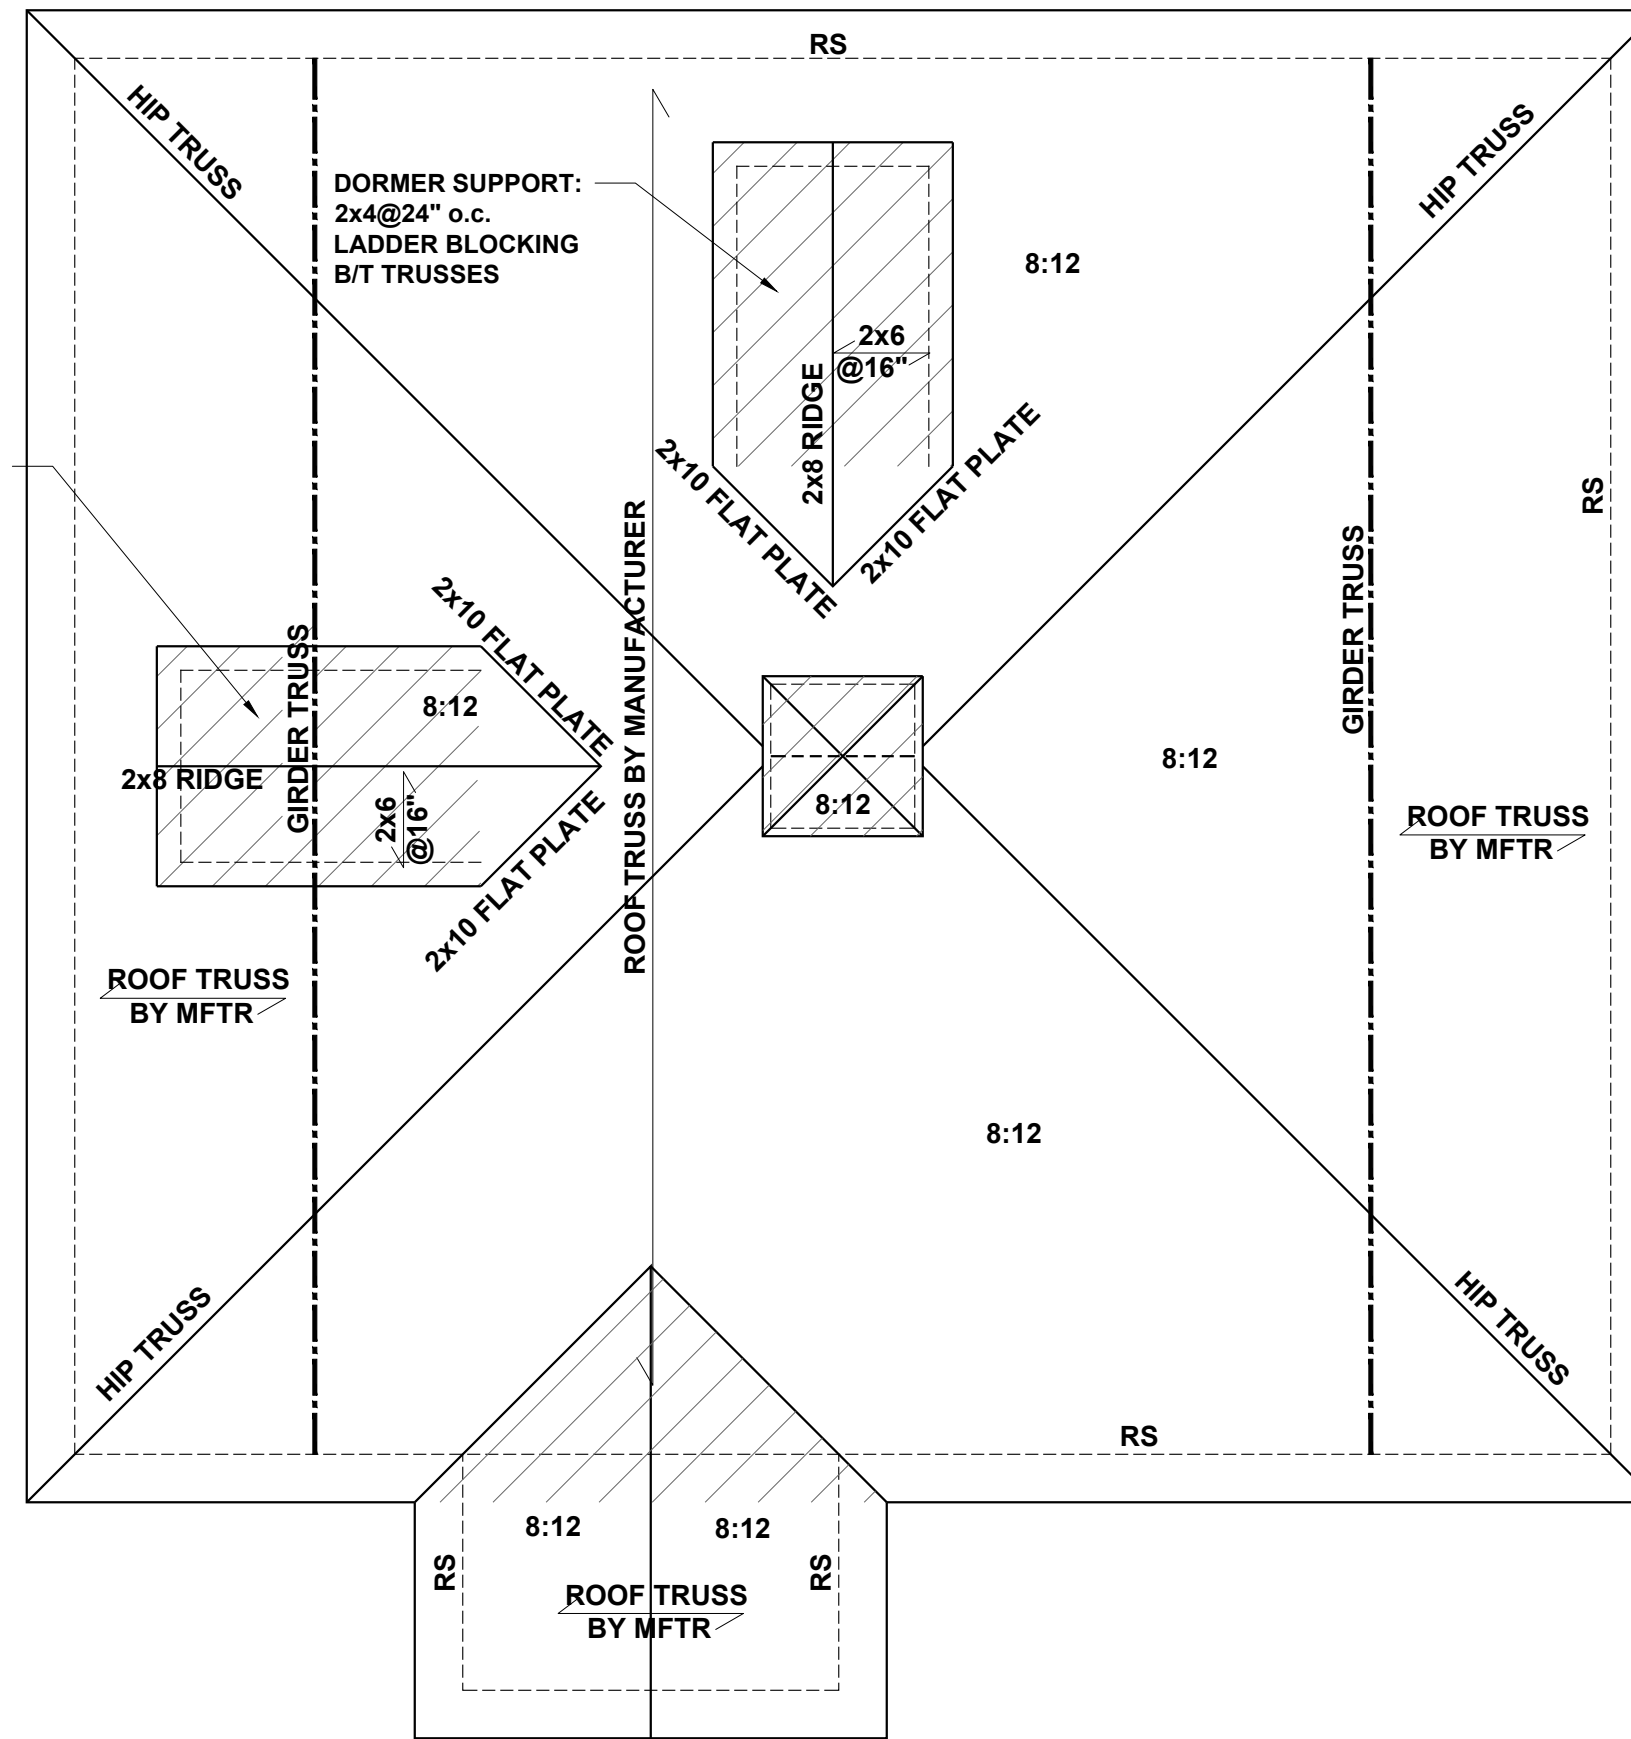 RS
HIP TRUSS
HIP TRUSS
DORMER SUPPORT:
2x4@24" o.c.
LADDER BLOCKING
B/T TRUSSES
8:12
2x6
@16"
2x8 RIDGE
2x10 FLAT PLATE
2x10 FLAT PLATE
RS
GIRDER TRUSS
ROOF TRUSS BY MANUFACTURER
2x10 FLAT PLATE
GIRDER TRUSS
8:12
2x8 RIDGE
2x6
@16"
2x10 FLAT PLATE
8:12
8:12
ROOF TRUSS
BY MFTR
ROOF TRUSS
BY MFTR
8:12
HIP TRUSS
HIP TRUSS
RS
8:12
8:12
RS
RS
ROOF TRUSS
BY MFTR